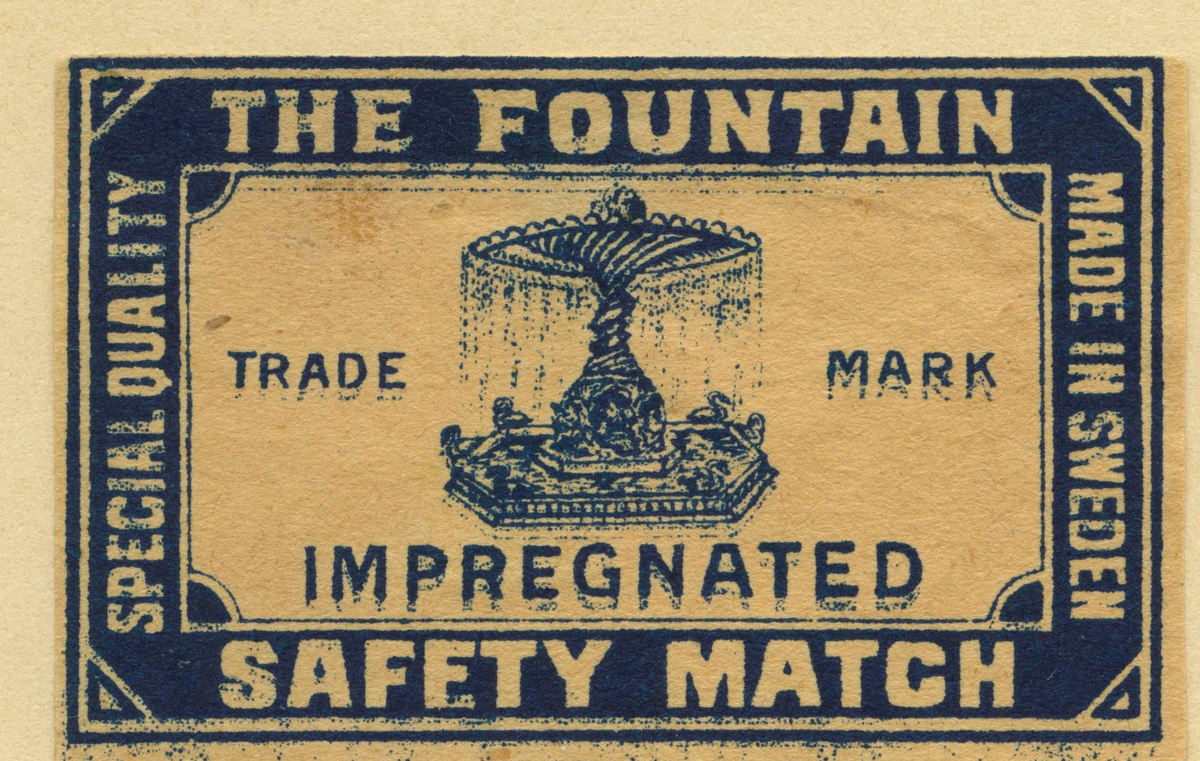 THE FOUNTAIN
SPECIAL QUALITY
TRADE MARK
MADE IN SWEDEN
IMPREGNATED
SAFETY MATCH